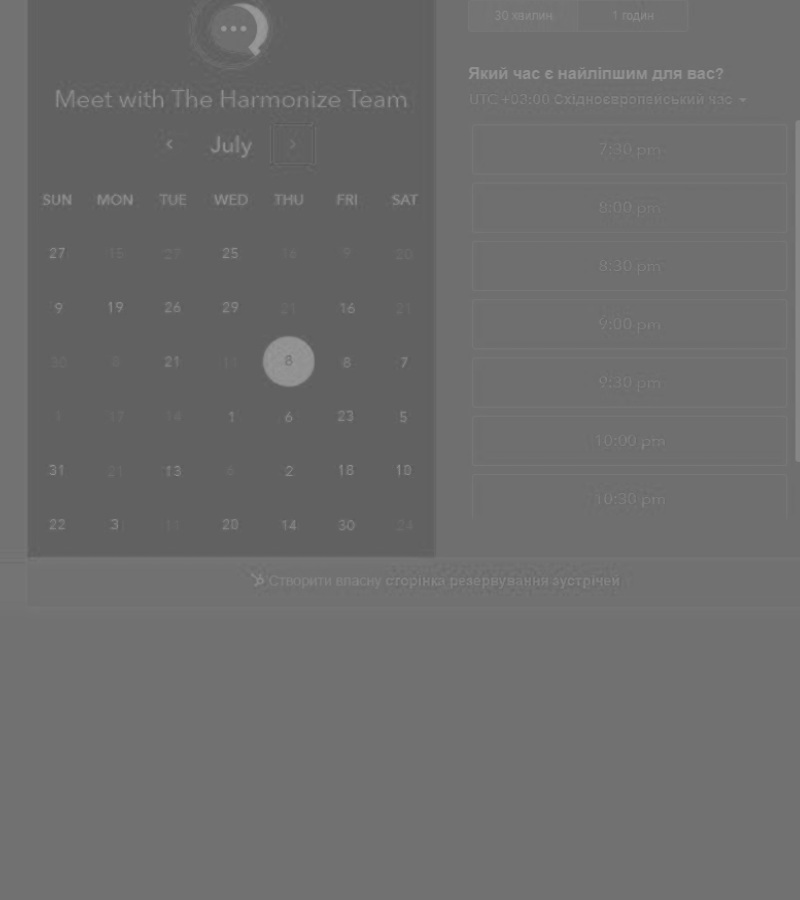 30 хвилин 1 годин
Який час є найліпшим для вас?
UTC +03:00 Східноєвропейський час
Meet with The Harmonize Team
July
SUN MON TUE WED THU FRI SAT
27 15 27 25 16 9 20
9 19 26 29 21 16 21
30 8 21 11 8 8 7
1 17 14 1 6 23 5
31 21 13 6 2 18 10
22 3 11 28 14 30 24
7:30 pm
8:00 pm
8:30 pm
9:00 pm
9:30 pm
10:00 pm
10:30 pm
Створити власну сторінка резервування зустрічей